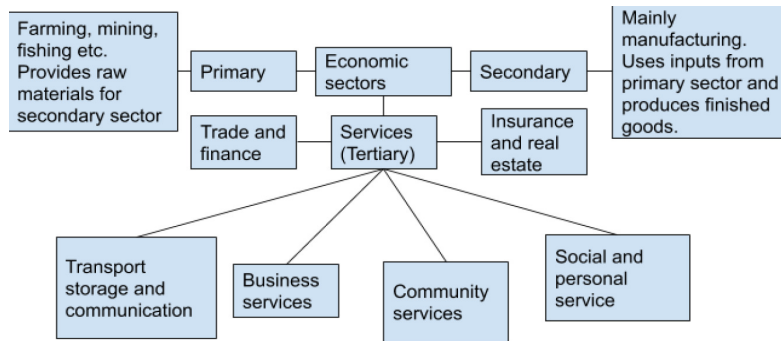 Farming, mining,
fishing etc.
Provides raw
materials for
secondary sector
Primary
Economic
sectors
Secondary
Mainly
manufacturing.
Uses inputs from
primary sector and
produces finished
goods.
Trade and
finance
Services
(Tertiary)
Insurance
and real
estate
Transport
storage and
communication
Business
services
Community
services
Social and
personal
service